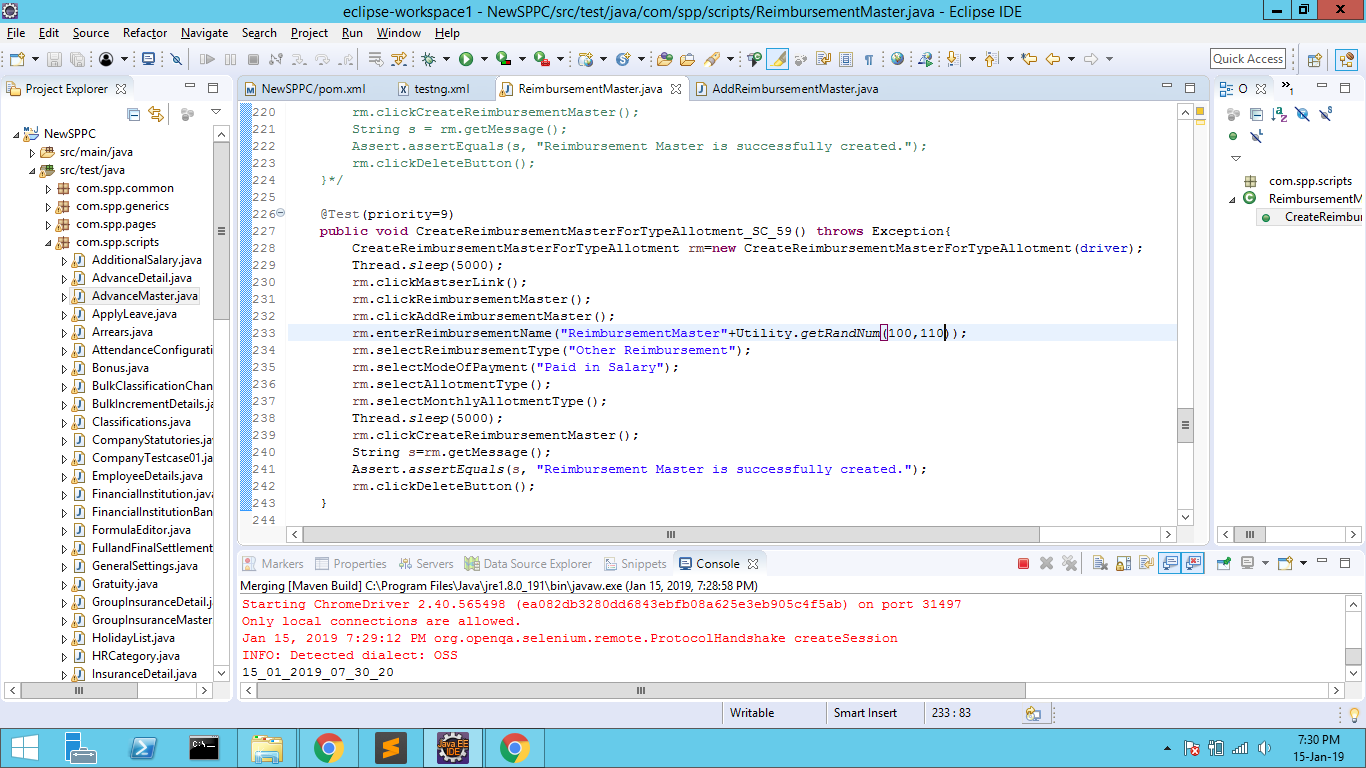 eclipse-workspace1 - NewSPPC/src/test/java/com/spp/scripts/ReimbursementMaster.java - Eclipse IDE
File Edit Source Refactor Navigate Search Project Run Window Help
Quick Access
Project Explorer
NewSPPC
src/main/java
src/test/java
com.spp.common
com.spp.generics
com.spp.pages
com.spp.scripts
AdditionalSalary.java
AdvanceDetail.java
AdvanceMaster.java
ApplyLeave.java
Arrears.java
AttendanceConfigurati
Bonus.java
BulkClassificationChan
BulkIncrementDetails.ja
Classifications.java
CompanyStatutories.jav
CompanyTestcase01.ja
EmployeeDetails.java
FinancialInstitution.java
FinancialInstitutionBan
FormulaEditor.java
FullandFinalSettlement
GeneralSettings.java
Gratuity.java
GroupInsuranceDetail.j
GroupInsuranceMaster
HolidayList.java
HRCategory.java
InsuranceDetail.java
NewSPPC/pom.xml testng.xml ReimbursementMaster.java AddReimbursementMaster.java
220 rm.clickCreateReimbursementMaster();
221 String s = rm.getMessage();
222 Assert.assertEquals(s, "Reimbursement Master is successfully created.");
223 rm.clickDeleteButton();
224 }*/
225
226 @Test(priority=9)
227 public void CreateReimbursementMasterForTypeAllotment_SC_59() throws Exception{
228 CreateReimbursementMasterForTypeAllotment rm=new CreateReimbursementMasterForTypeAllotment(driver);
229 Thread.sleep(5000);
230 rm.clickMastserLink();
231 rm.clickReimbursementMaster();
232 rm.clickAddReimbursementMaster();
233 rm.enterReimbursementName("ReimbursementMaster"+Utility.getRandNum(100,110));
234 rm.selectReimbursementType("Other Reimbursement");
235 rm.selectModeOfPayment("Paid in Salary");
236 rm.selectAllotmentType();
237 rm.selectMonthlyAllotmentType();
238 Thread.sleep(5000);
239 rm.clickCreateReimbursementMaster();
240 String s=rm.getMessage();
241 Assert.assertEquals(s, "Reimbursement Master is successfully created.");
242 rm.clickDeleteButton();
243 }
244
O »1
com.spp.scripts
ReimbursementM
CreateReimbu
Markers Properties Servers Data Source Explorer Snippets Console
Merging [Maven Build] C:\Program Files\Java\jre1.8.0_191\bin\javaw.exe (Jan 15, 2019, 7:28:58 PM)
Starting ChromeDriver 2.40.565498 (ea082db3280dd6843ebfb08a625e3eb905c4f5ab) on port 31497
Only local connections are allowed.
Jan 15, 2019 7:29:12 PM org.openqa.selenium.remote.ProtocolHandshake createSession
INFO: Detected dialect: OSS
15_01_2019_07_30_20
Writable Smart Insert 233 : 83
Java EE
IDE
7:30 PM
15-Jan-19